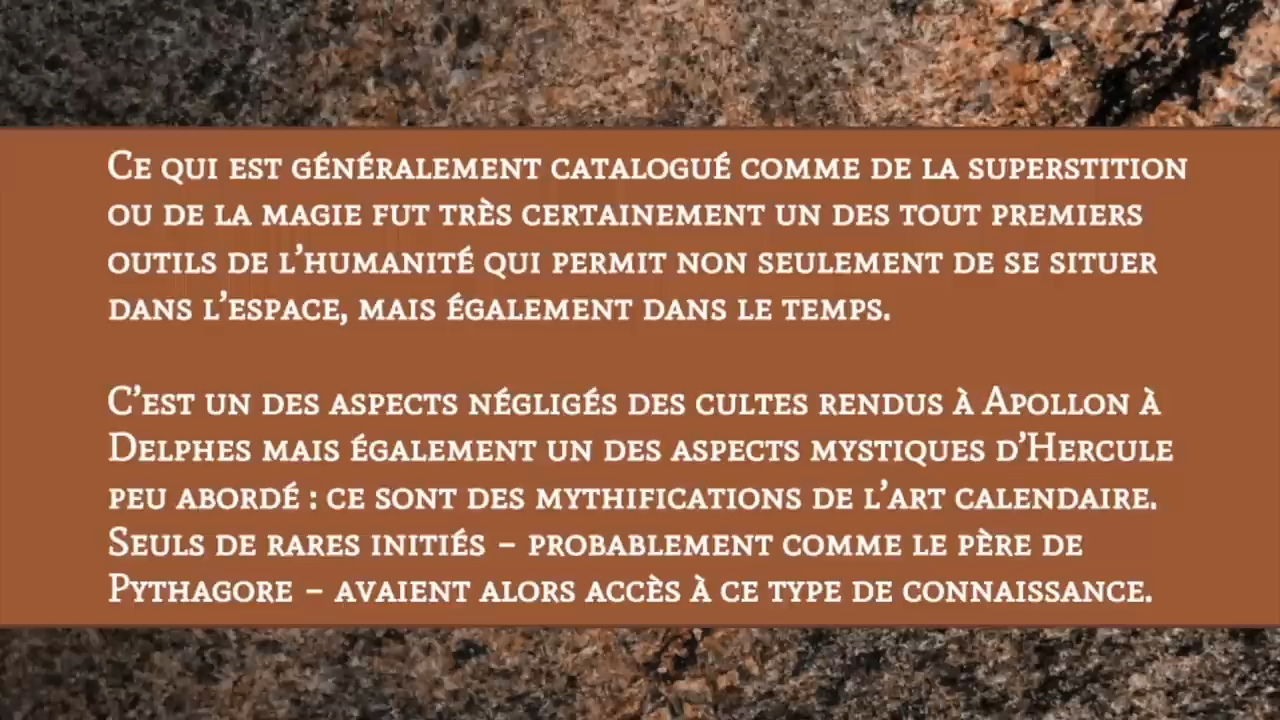 Ce qui est généralement catalogué comme de la superstition
ou de la magie fut très certainement un des tout premiers
outils de l’humanité qui permit non seulement de se situer
dans l’espace, mais également dans le temps.
C’est un des aspects négligés des cultes rendus à Apollon à
Delphes mais également un des aspects mystiques d’Hercule
peu abordé : ce sont des mythifications de l’art calendaire.
Seuls de rares initiés – probablement comme le père de
Pythagore – avaient alors accès à ce type de connaissance.